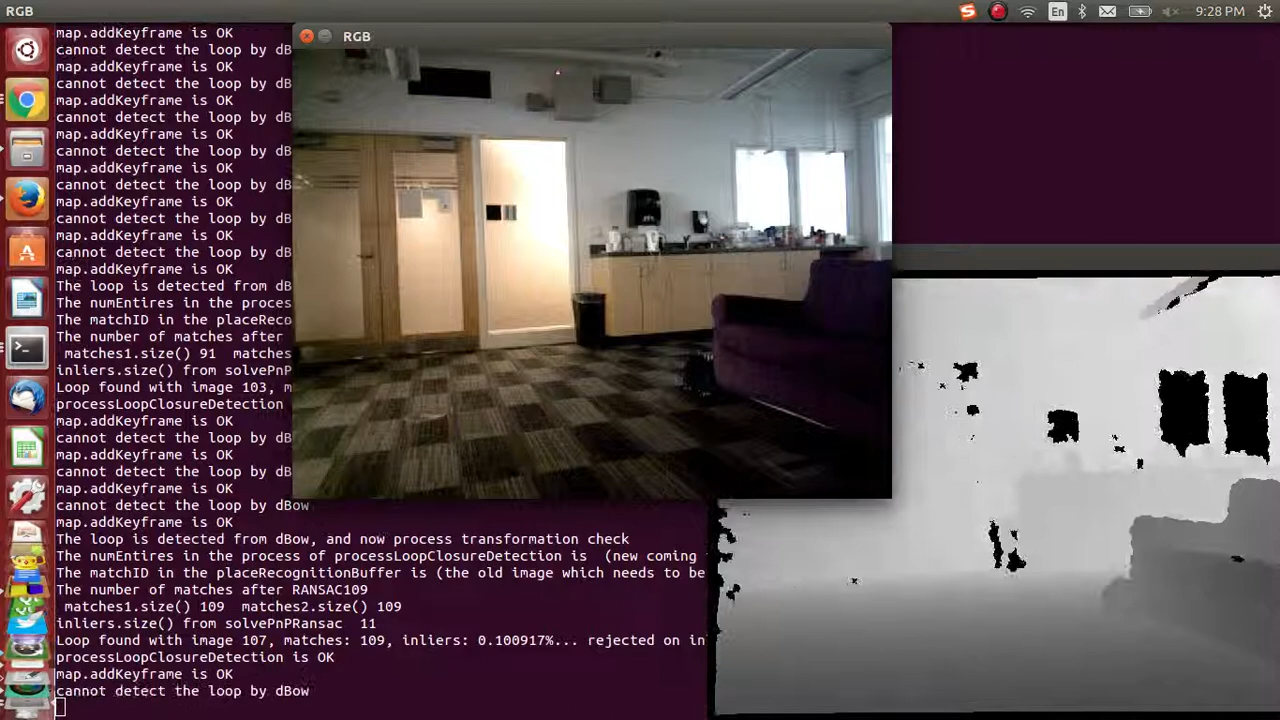 RGB
En
9:28 PM
RGB
map.addKeyframe is OK
cannot detect the loop by dB
map.addKeyframe is OK
cannot detect the loop by dB
map.addKeyframe is OK
cannot detect the loop by dB
map.addKeyframe is OK
cannot detect the loop by dB
map.addKeyframe is OK
cannot detect the loop by dB
map.addKeyframe is OK
cannot detect the loop by dB
map.addKeyframe is OK
cannot detect the loop by dB
map.addKeyframe is OK
The loop is detected from dB
The numEntires in the proces
The matchID in the placeReco
The number of matches after
matches1.size() 91 matches
inliers.size() from solvePnP
Loop found with image 103, m
processLoopClosureDetection
map.addKeyframe is OK
cannot detect the loop by dB
map.addKeyframe is OK
cannot detect the loop by dB
map.addKeyframe is OK
cannot detect the loop by dBow
map.addKeyframe is OK
The loop is detected from dBow, and now process transformation check
The numEntires in the process of processLoopClosureDetection is (new coming
The matchID in the placeRecognitionBuffer is (the old image which needs to be
The number of matches after RANSAC109
matches1.size() 109 matches2.size() 109
inliers.size() from solvePnPRansac 11
Loop found with image 107, matches: 109, inliers: 0.100917%... rejected on in
processLoopClosureDetection is OK
map.addKeyframe is OK
cannot detect the loop by dBow